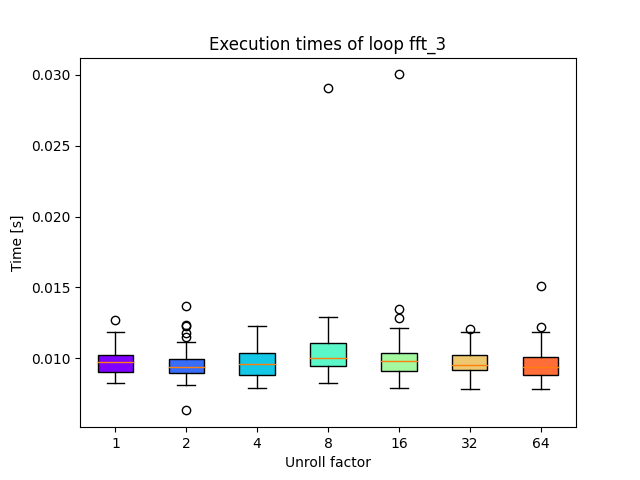 Execution times of loop fft_3
0.030
0.025
0.020
0.015
0.010
Time [s]
1 2 4 8 16 32 64
Unroll factor